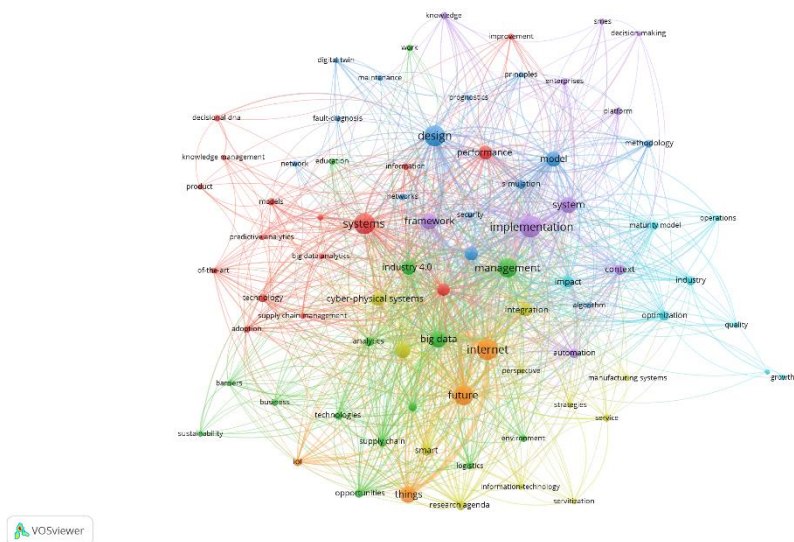 knowledge
smes
improvement
decision-making
work
digital twin
principles
maintenance
enterprises
prognostics
platform
decisional dna
fault-diagnosis
design
methodology
performance
knowledge management
network
education
information
model
product
networks
simulation
models
system
security
operations
systems
framework
implementation
maturity model
predictive analytics
big data analytics
industry 4.0
management
context
of-the-art
impact
industry
technology
cyber-physical systems
algorithm
supply chain management
integration
optimization
adoption
quality
analytics
big data
internet
automation
perspective
manufacturing systems
growth
barriers
business
future
strategies
technologies
service
sustainability
supply chain
environment
smart
iot
logistics
opportunities
things
information-technology
research agenda
servitization
VOSviewer